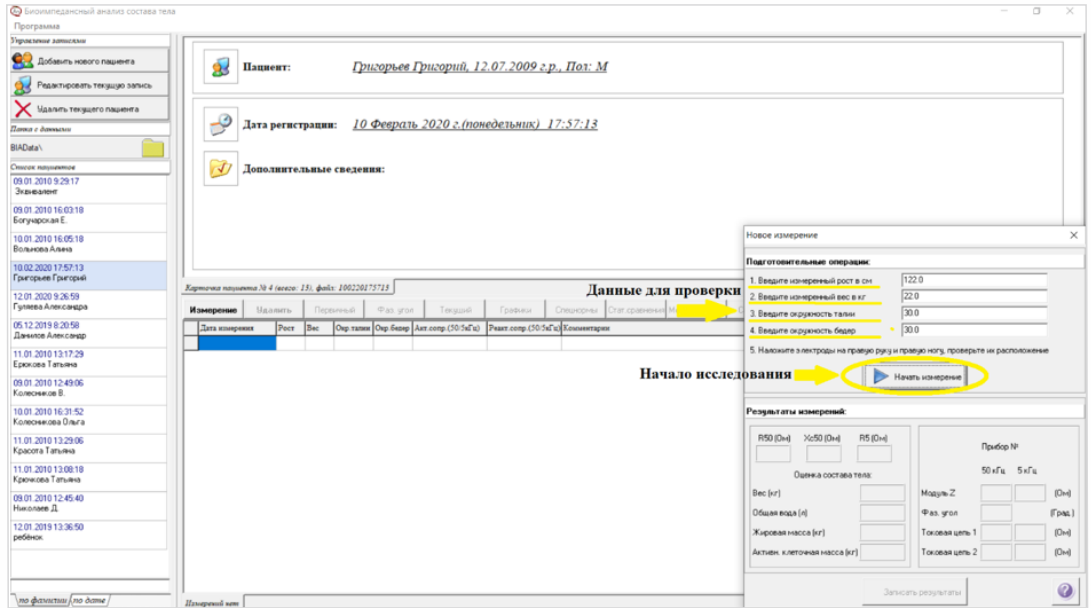 Биоимпедансный анализ состава тела
Программа
Управление записями
Добавить нового пациента
Редактировать текущую запись
Удалить текущего пациента
Папка с данными
BIAData\
Список пациентов
09.01.2010 9:29:17
Эквивалент
09.01.2010 16:03:18
Богучарская Е.
10.01.2010 16:05:18
Вольнова Алина
10.02.2020 17:57:13
Григорьев Григорий
12.01.2020 9:26:59
Гуляева Александра
05.12.2019 8:20:58
Данилов Александр
11.01.2010 13:17:29
Ерюкова Татьяна
09.01.2010 12:49:06
Колесников В.
10.01.2010 16:31:52
Колесникова Ольга
11.01.2010 13:29:06
Красота Татьяна
11.01.2010 13:08:18
Крючкова Татьяна
09.01.2010 12:45:40
Николаев Д.
12.01.2019 13:36:50
ребёнок
по фамилии по дате
Пациент: Григорьев Григорий, 12.07.2009 г.р., Пол: М
Дата регистрации: 10 Февраль 2020 г.(понедельник) 17:57:13
Дополнительные сведения:
Карточка пациента № 4 (всего: 13), файл: 100220175713
Измерение Удалить Первичный Фаз. угол Текущий Графики Спецнормы Стат.сравнения
Дата измерения Рост Вес Окр.талии Окр.бедер Акт.сопр.(50/5кГц) Реакт.сопр.(50/5кГц) Комментарии
Измерений нет
Данные для проверки
Начало исследования
Новое измерение
Подготовительные операции:
1. Введите измеренный рост в см 122.0
2. Введите измеренный вес в кг 22.0
3. Введите окружность талии 30.0
4. Введите окружность бедер 30.0
5. Наложите электроды на правую руку и правую ногу, проверьте их расположение
Начать измерение
Результаты измерений:
R50 (Ом) Xc50 (Ом) R5 (Ом)
Оценка состава тела:
Вес (кг)
Общая вода (л)
Жировая масса (кг)
Активн. клеточная масса (кг)
Прибор №
50 кГц 5 кГц
Модуль Z (Ом)
Фаз. угол (Град.)
Токовая цепь 1 (Ом)
Токовая цепь 2 (Ом)
Записать результаты